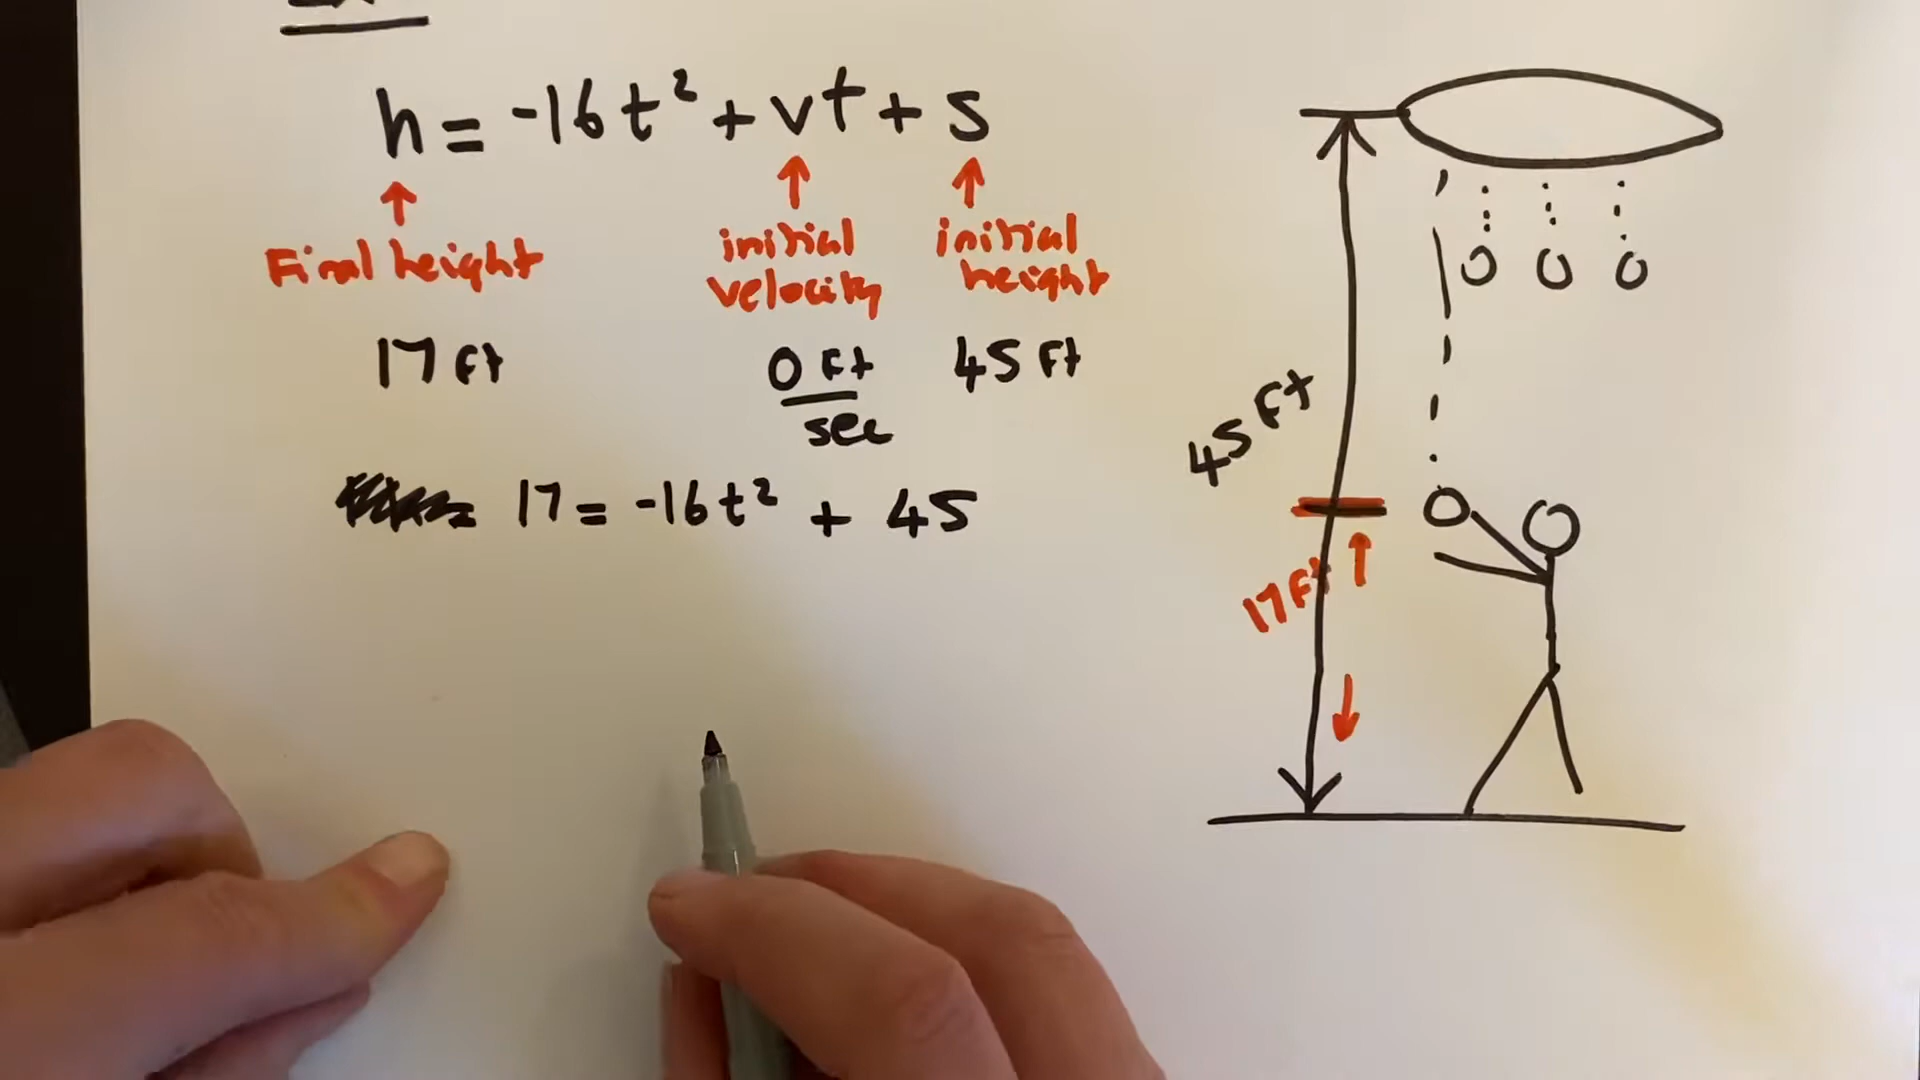 h = -16t² + vt + s
Final height
initial velocity
initial height
17 Ft
0 Ft
sec
45 Ft
17 = -16t² + 45
45 Ft
17 Ft